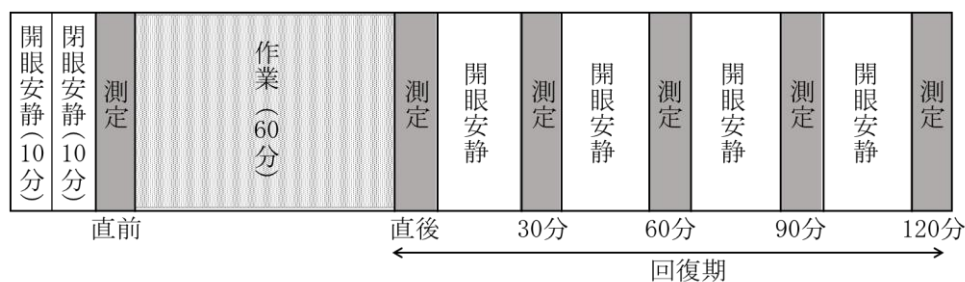 開眼安静(10分)
閉眼安静(10分)
測定
作業(60分)
測定
開眼安静
測定
開眼安静
測定
開眼安静
測定
開眼安静
測定
直前
直後
30分
60分
90分
120分
回復期